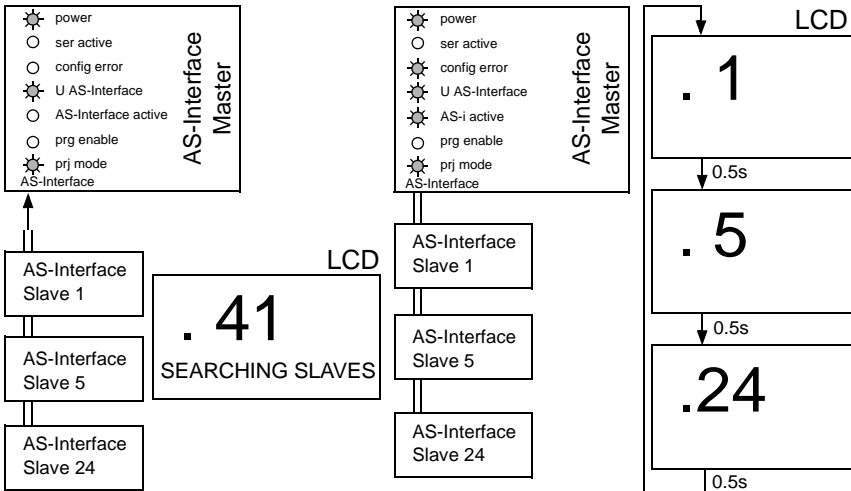 power
ser active
config error
U AS-Interface
AS-Interface active
prg enable
prj mode
AS-Interface
AS-Interface
Master
AS-Interface
Slave 1
AS-Interface
Slave 5
AS-Interface
Slave 24
LCD
. 41
SEARCHING SLAVES
power
ser active
config error
U AS-Interface
AS-i active
prg enable
prj mode
AS-Interface
AS-Interface
Master
AS-Interface
Slave 1
AS-Interface
Slave 5
AS-Interface
Slave 24
LCD
. 1
0.5s
. 5
0.5s
.24
0.5s